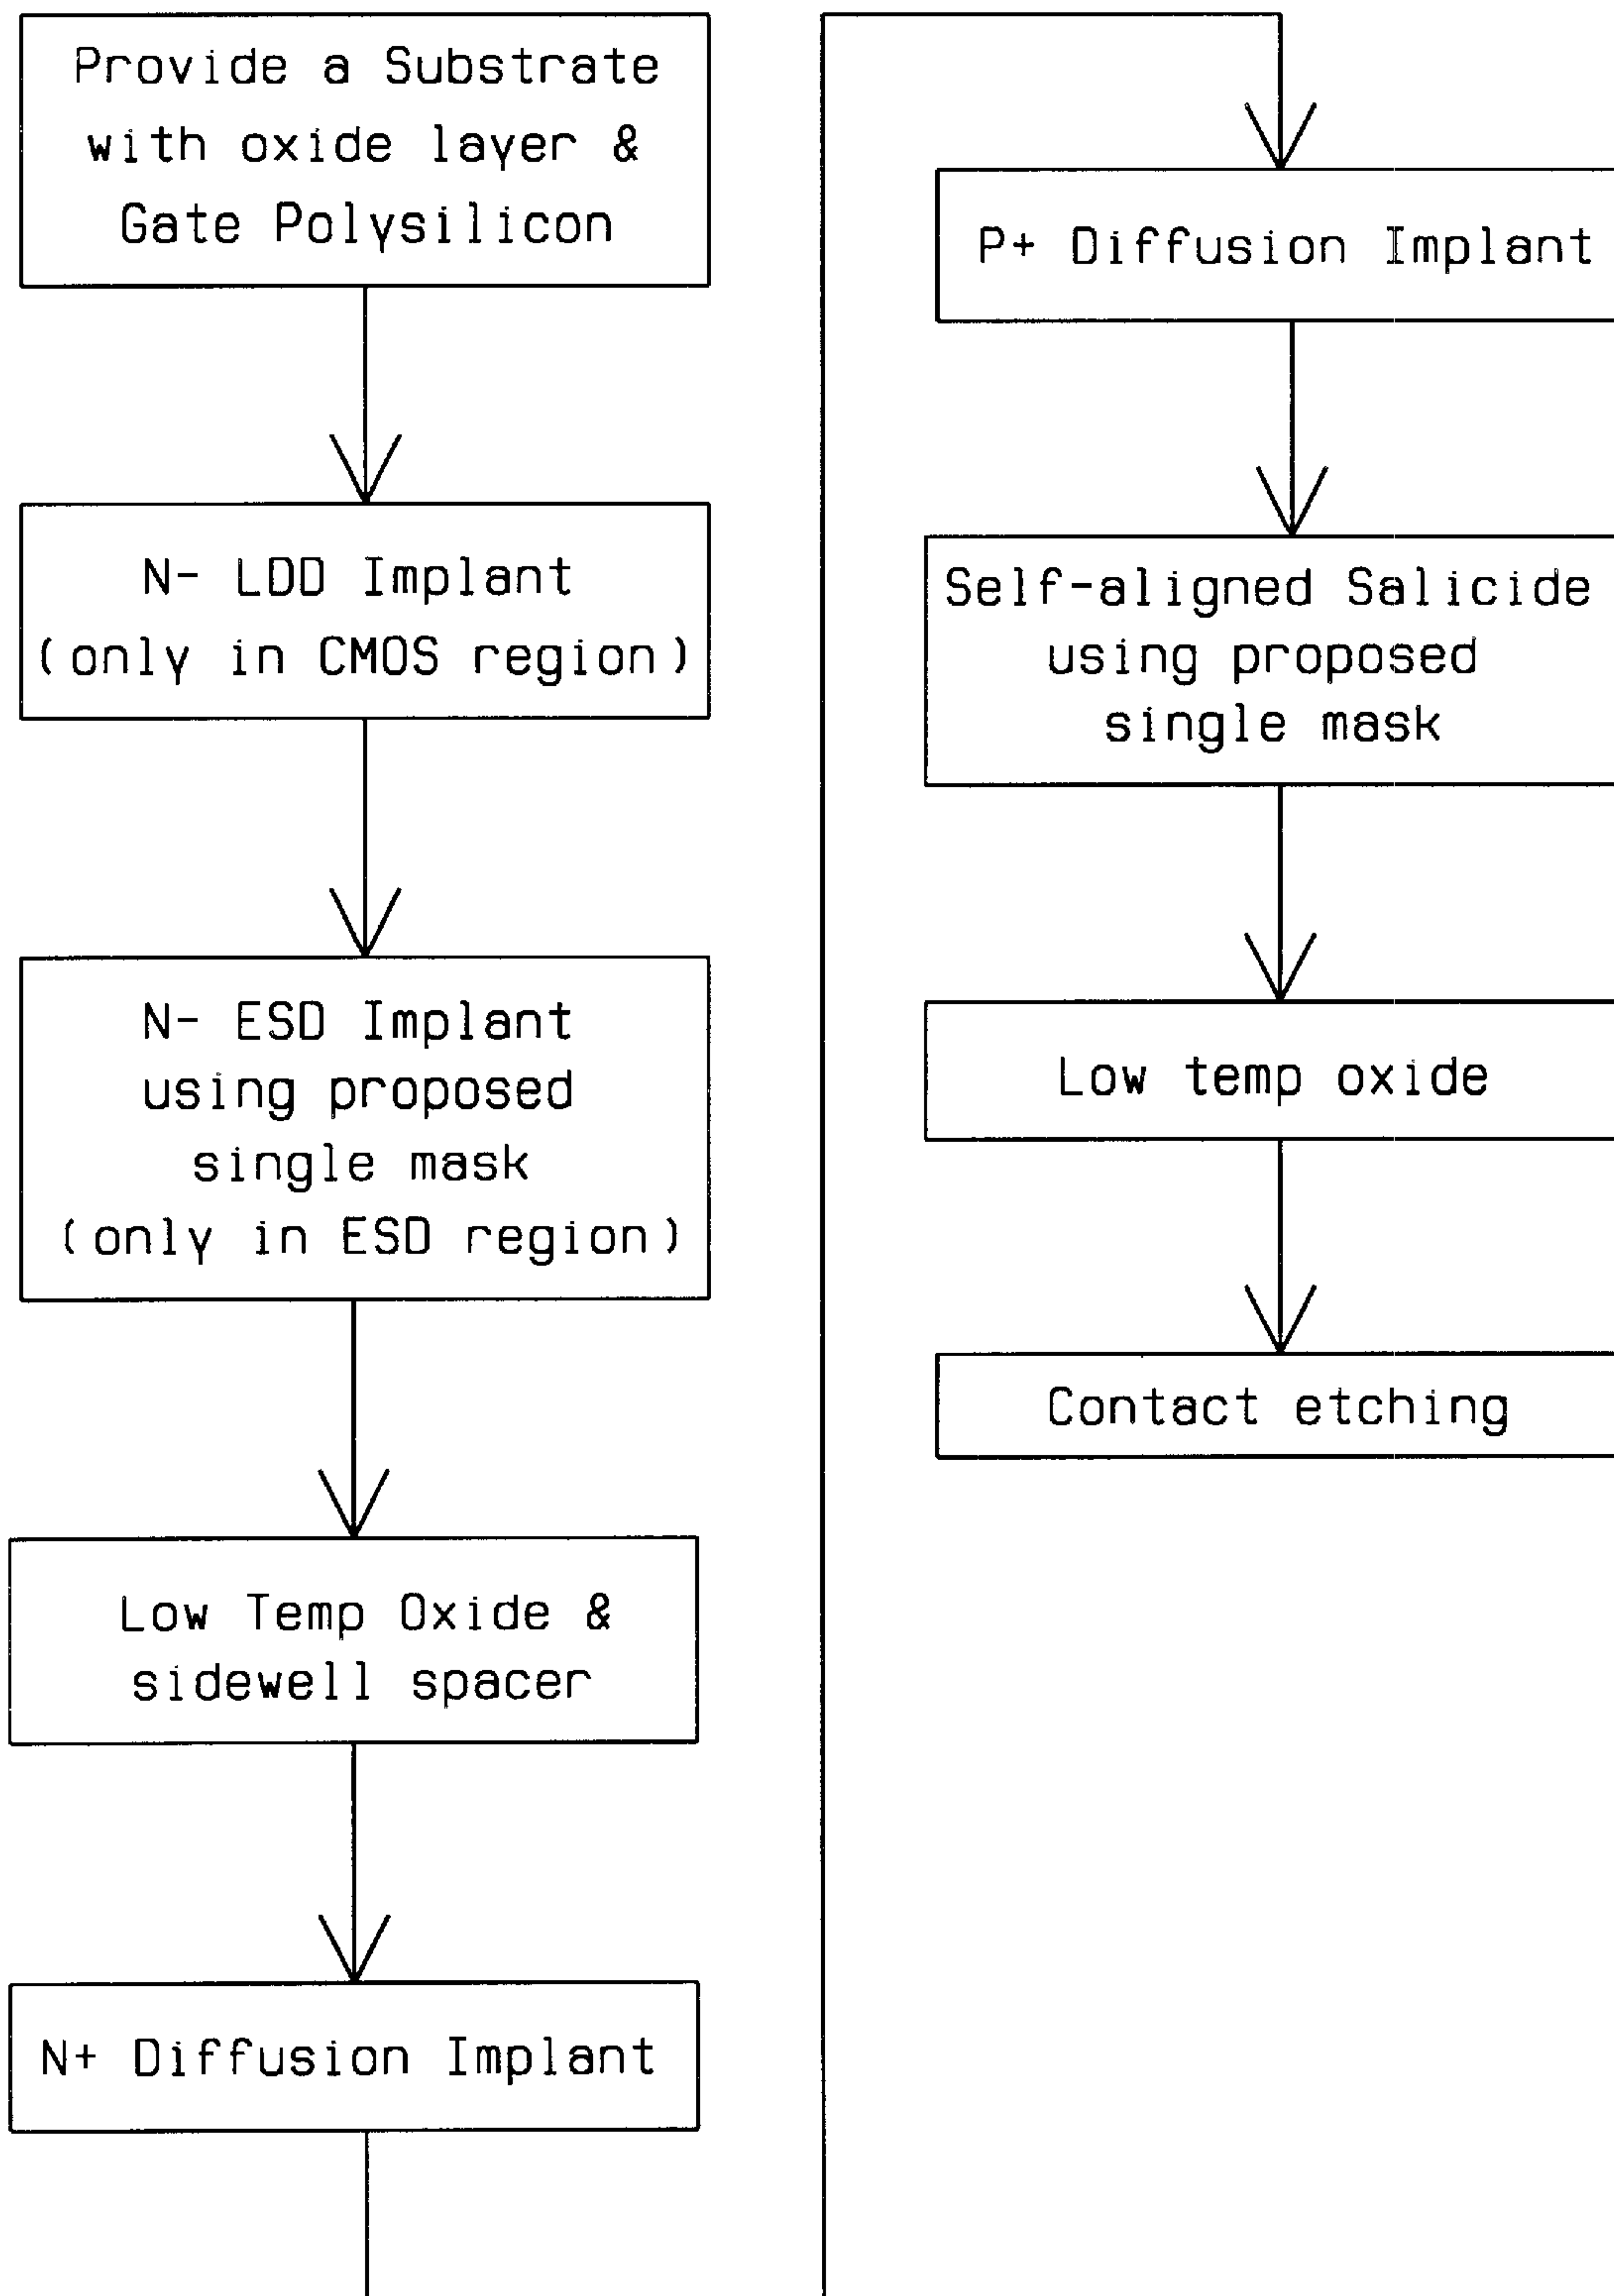 Provide a Substrate
with oxide layer &
Gate Polysilicon
N- LDD Implant
(only in CMOS region)
N- ESD Implant
using proposed
single mask
(only in ESD region)
Low Temp Oxide &
sidewell spacer
N+ Diffusion Implant
P+ Diffusion Implant
Self-aligned Salicide
using proposed
single mask
Low temp oxide
Contact etching